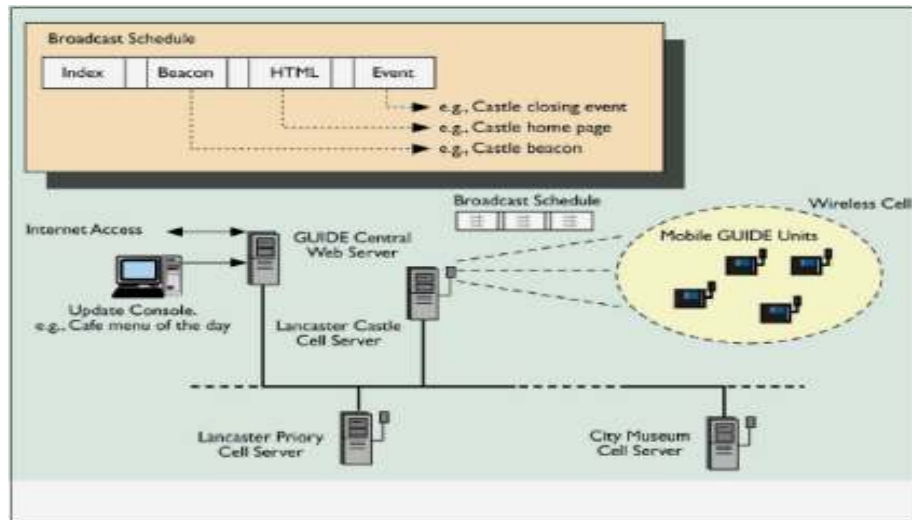 Broadcast Schedule
Index
Beacon
HTML
Event
e.g., Castle closing event
e.g., Castle home page
e.g., Castle beacon
Broadcast Schedule
Wireless Cell
Internet Access
GUIDE Central
Web Server
Mobile GUIDE Units
Update Console.
e.g., Cafe menu of the day
Lancaster Castle
Cell Server
Lancaster Priory
Cell Server
City Museum
Cell Server